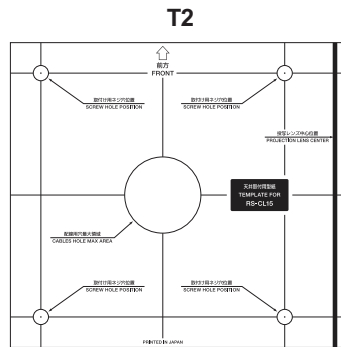 T2
前方
FRONT
取付け用ネジ穴位置
SCREW HOLE POSITION
取付け用ネジ穴位置
SCREW HOLE POSITION
投写レンズ中心位置
PROJECTION LENS CENTER
天井取付用型紙
TEMPLATE FOR
RS-CL15
配線用穴最大領域
CABLES HOLE MAX AREA
取付け用ネジ穴位置
SCREW HOLE POSITION
取付け用ネジ穴位置
SCREW HOLE POSITION
PRINTED IN JAPAN